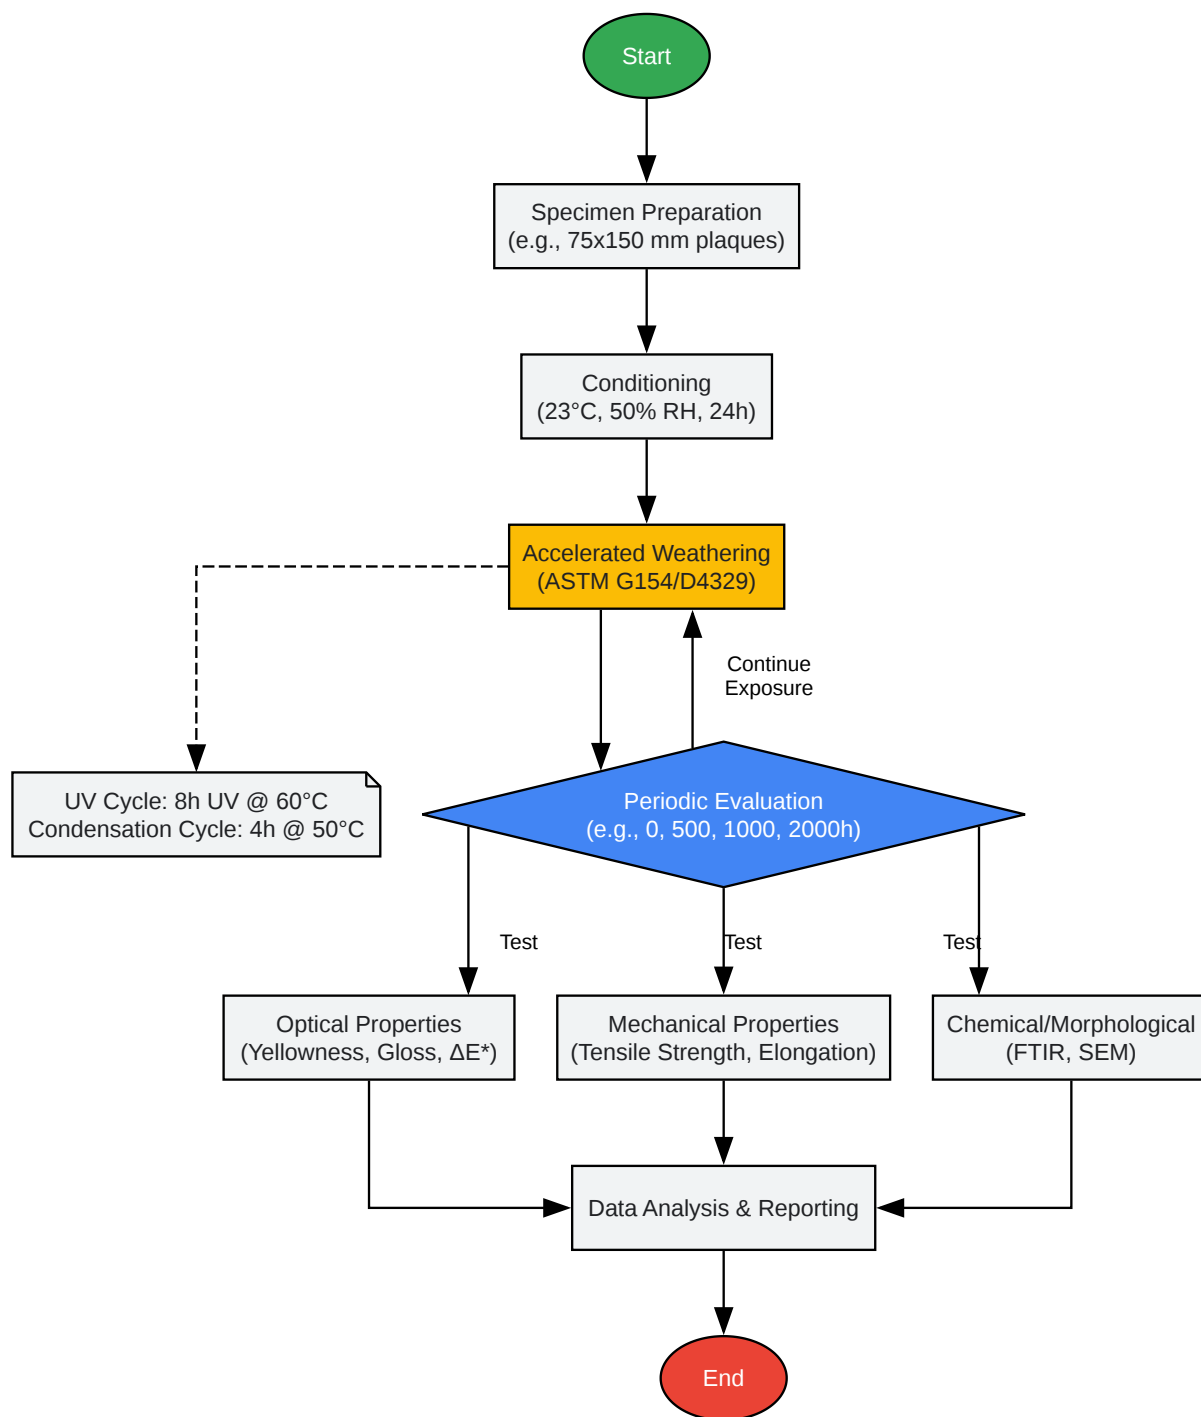 Start
Specimen Preparation
(e.g., 75x150 mm plaques)
Conditioning
(23°C, 50% RH, 24h)
Accelerated Weathering
(ASTM G154/D4329)
Continue
Exposure
UV Cycle: 8h UV @ 60°C
Condensation Cycle: 4h @ 50°C
Periodic Evaluation
(e.g., 0, 500, 1000, 2000h)
Test
Test
Test
Optical Properties
(Yellowness, Gloss, ΔE*)
Mechanical Properties
(Tensile Strength, Elongation)
Chemical/Morphological
(FTIR, SEM)
Data Analysis & Reporting
End